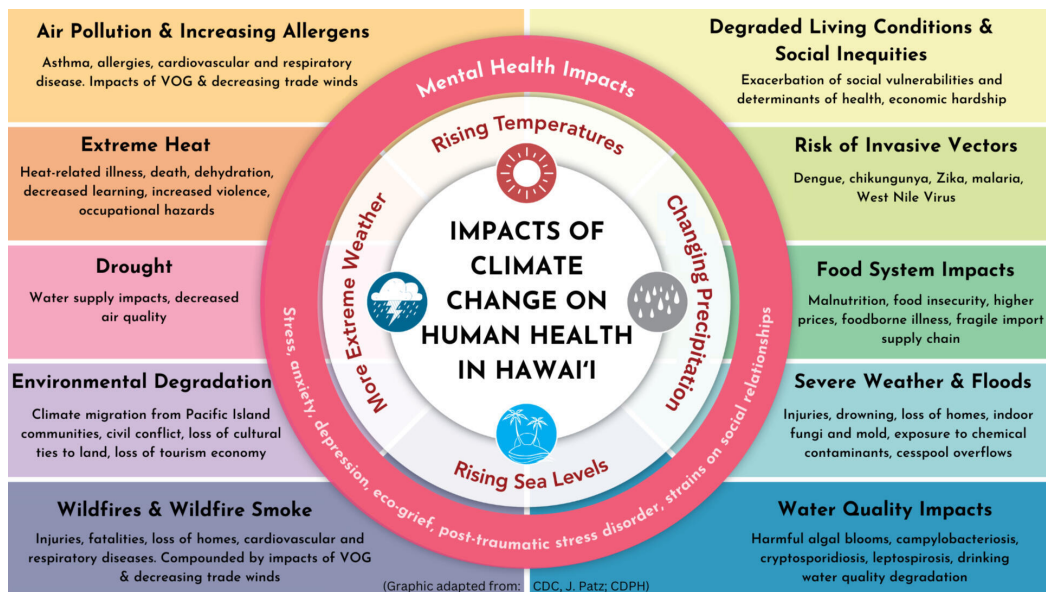 Air Pollution & Increasing Allergens
Asthma, allergies, cardiovascular and respiratory
disease. Impacts of VOG & decreasing trade winds
Extreme Heat
Heat-related illness, death, dehydration,
decreased learning, increased violence,
occupational hazards
Drought
Water supply impacts, decreased
air quality
Environmental Degradation
Climate migration from Pacific Island
communities, civil conflict, loss of cultural
ties to land, loss of tourism economy
Wildfires & Wildfire Smoke
Injuries, fatalities, loss of homes, cardiovascular and
respiratory diseases. Compounded by impacts of VOG
& decreasing trade winds
Mental Health Impacts
Rising Temperatures
More Extreme Weather
Changing Precipitation
Rising Sea Levels
IMPACTS OF
CLIMATE
CHANGE ON
HUMAN HEALTH
IN HAWAIʻI
Stress, anxiety, depression, eco-grief, post-traumatic stress disorder, strains on social relationships
Degraded Living Conditions &
Social Inequities
Exacerbation of social vulnerabilities and
determinants of health, economic hardship
Risk of Invasive Vectors
Dengue, chikungunya, Zika, malaria,
West Nile Virus
Food System Impacts
Malnutrition, food insecurity, higher
prices, foodborne illness, fragile import
supply chain
Severe Weather & Floods
Injuries, drowning, loss of homes, indoor
fungi and mold, exposure to chemical
contaminants, cesspool overflows
Water Quality Impacts
Harmful algal blooms, campylobacteriosis,
cryptosporidiosis, leptospirosis, drinking
water quality degradation
(Graphic adapted from: CDC, J. Patz; CDPH)